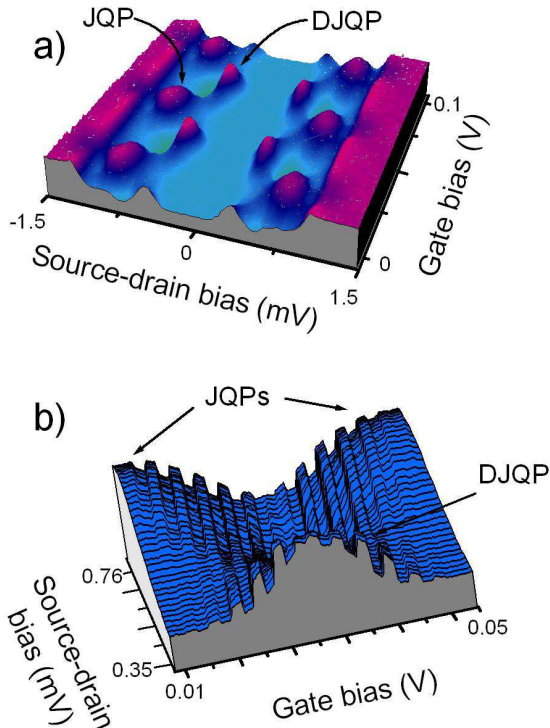 a)
JQP
DJQP
0.1
Gate bias (V)
0
-1.5
0
1.5
Source-drain bias (mV)
b)
JQPs
DJQP
0.76
Source-drain
bias (mV)
0.35
0.01
0.05
Gate bias (V)